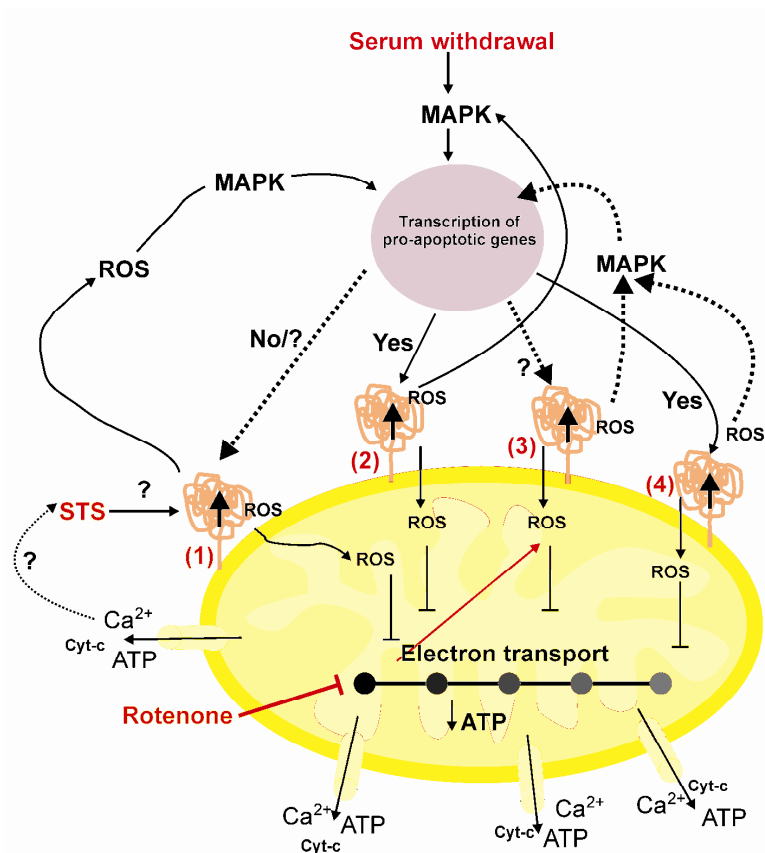 Serum withdrawal
MAPK
MAPK
Transcription of
pro-apoptotic genes
ROS
MAPK
No/?
Yes
?
ROS
ROS
Yes
ROS
(2)
(3)
(4)
STS
?
ROS
(1)
?
ROS
ROS
ROS
ROS
Ca²⁺
Cyt-c
ATP
Electron transport
Rotenone
ATP
Ca²⁺
ATP
Cyt-c
Ca²⁺
Cyt-c
ATP
Cyt-c
Ca²⁺
ATP